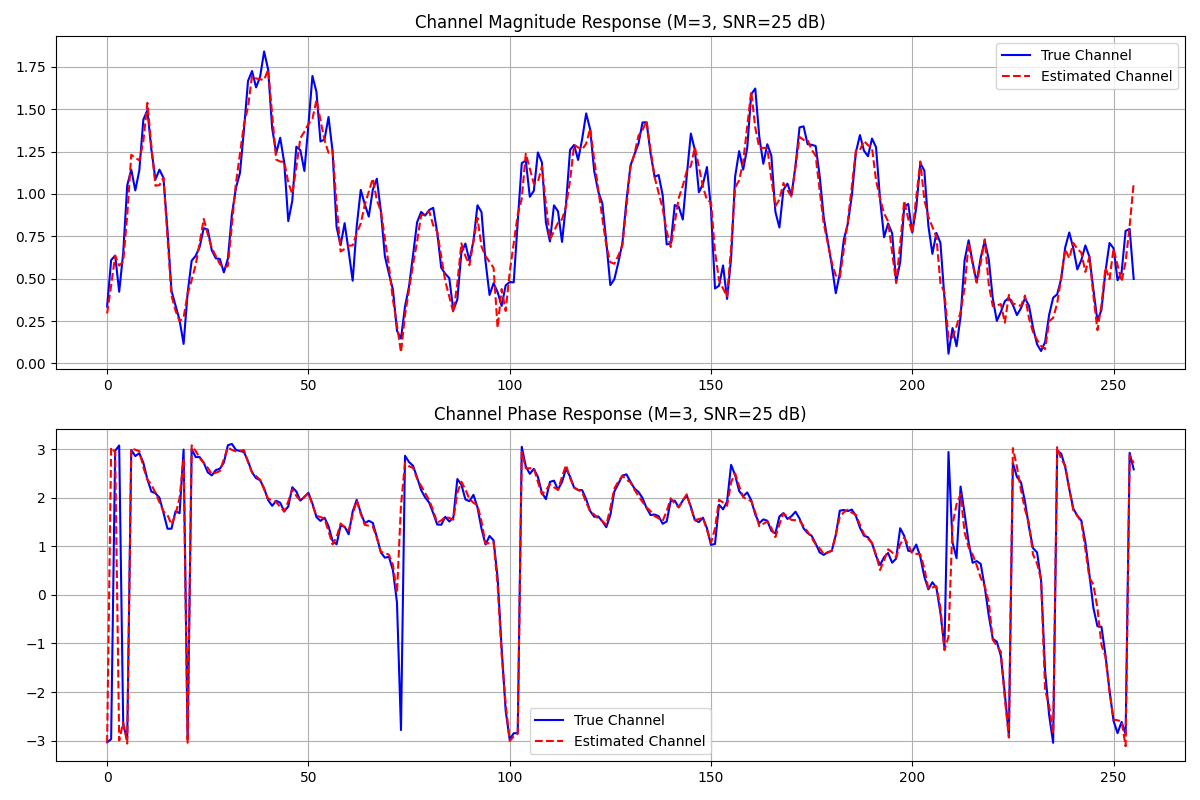 Channel Magnitude Response (M=3, SNR=25 dB)
True Channel
Estimated Channel
1.75
1.50
1.25
1.00
0.75
0.50
0.25
0.00
0 50 100 150 200 250
Channel Phase Response (M=3, SNR=25 dB)
3
2
1
0
−1
−2
−3
True Channel
Estimated Channel
0 50 100 150 200 250